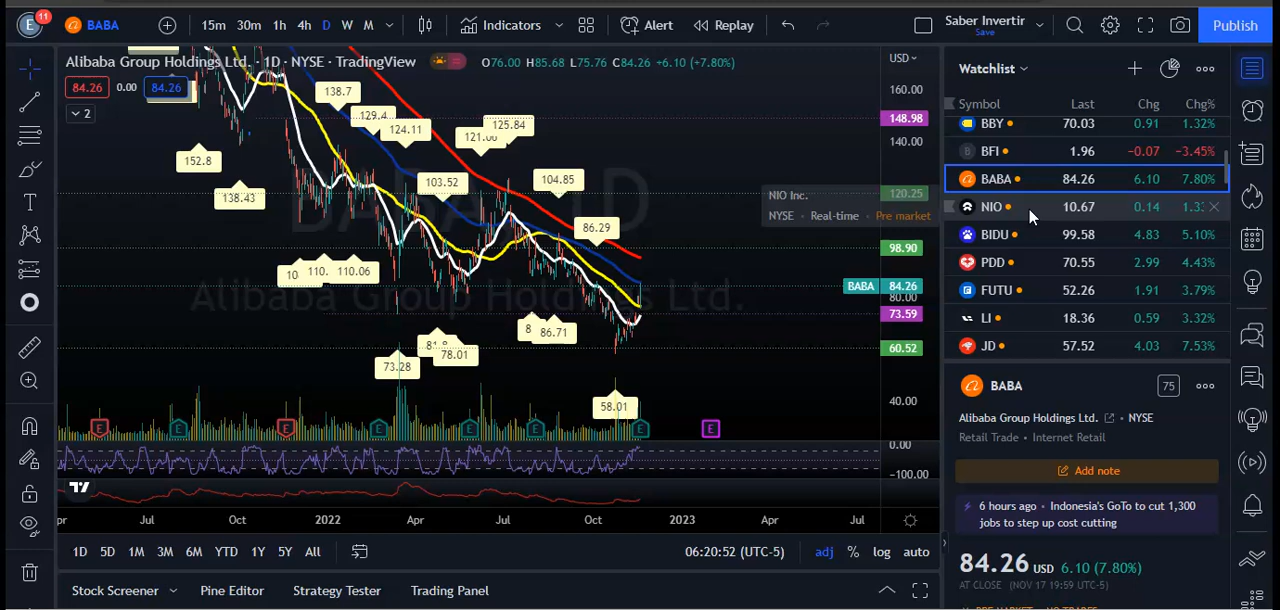 E 11 BABA 15m 30m 1h 4h D W M Indicators Alert Replay Saber Invertir Save Publish
Alibaba Group Holdings Ltd. · 1D · NYSE · TradingView O76.00 H85.68 L75.76 C84.26 +6.10 (+7.80%)
84.26 0.00 84.26
2
USD
160.00
148.98
140.00
120.25
98.90
BABA 84.26
80.00
73.59
60.52
40.00
0.00
-100.00
138.7
129.4
124.11
121.06
125.84
152.8
138.43
103.52
104.85
86.29
110.
110.06
86.71
78.01
73.28
58.01
Alibaba Group Holdings Ltd.
NIO Inc.
NYSE Real-time Pre market
E E E E E E E E
Jul Oct 2022 Apr Jul Oct 2023 Apr Jul
1D 5D 1M 3M 6M YTD 1Y 5Y All 06:20:52 (UTC-5) adj % log auto
Stock Screener Pine Editor Strategy Tester Trading Panel
Watchlist
Symbol Last Chg Chg%
BBY 70.03 0.91 1.32%
BFI 1.96 -0.07 -3.45%
BABA 84.26 6.10 7.80%
NIO 10.67 0.14
BIDU 99.58 4.83 5.10%
PDD 70.55 2.99 4.43%
FUTU 52.26 1.91 3.79%
LI 18.36 0.59 3.32%
JD 57.52 4.03 7.53%
BABA 75
Alibaba Group Holdings Ltd. • NYSE
Retail Trade • Internet Retail
Add note
6 hours ago • Indonesia's GoTo to cut 1,300
jobs to step up cost cutting
84.26 USD 6.10 (7.80%)
AT CLOSE (NOV 17 19:59 UTC-5)